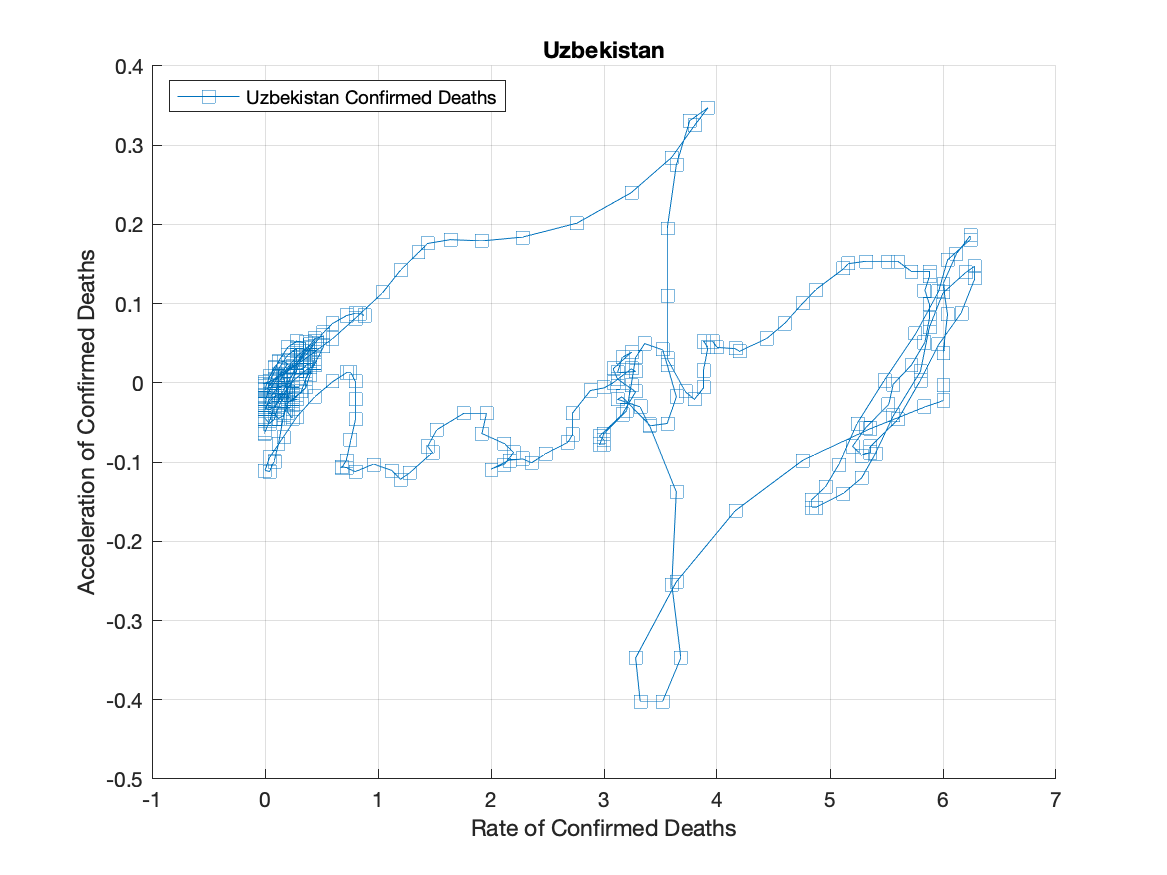 Uzbekistan
Uzbekistan Confirmed Deaths
0.4
0.3
0.2
0.1
0
-0.1
-0.2
-0.3
-0.4
-0.5
Acceleration of Confirmed Deaths
-1 0 1 2 3 4 5 6 7
Rate of Confirmed Deaths